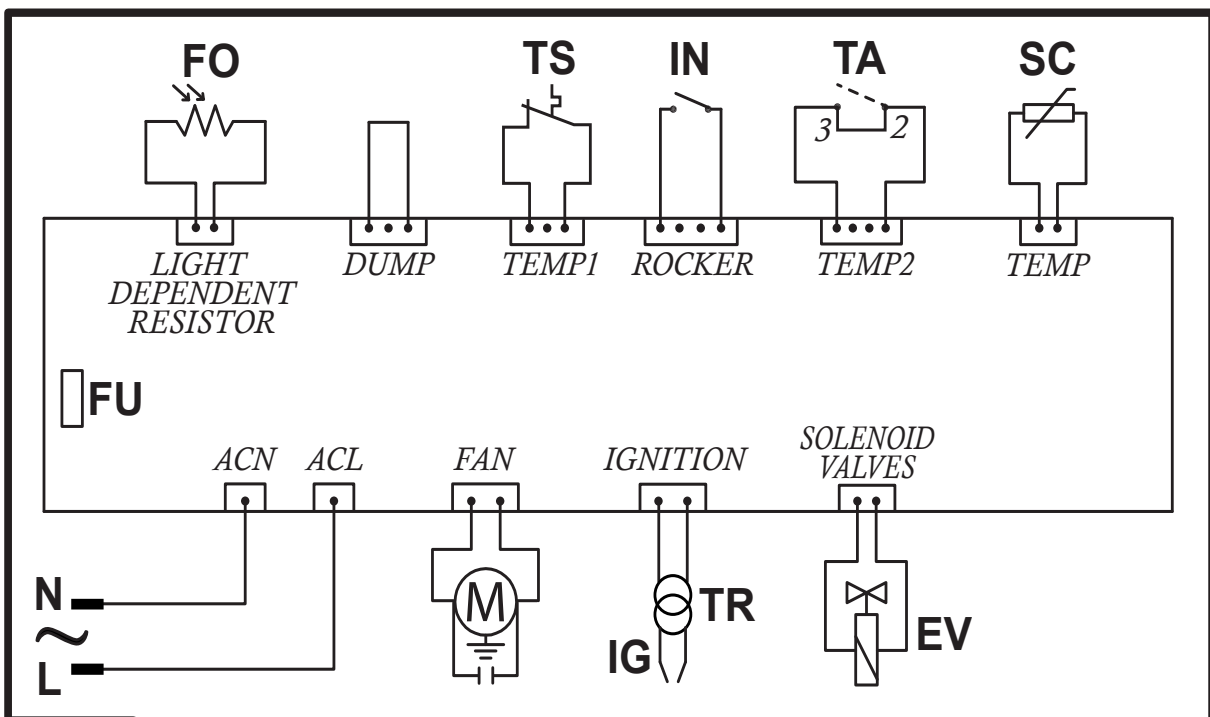 FO
TS
IN
TA
SC
3
2
LIGHT
DEPENDENT
RESISTOR
DUMP
TEMP1
ROCKER
TEMP2
TEMP
FU
ACN
ACL
FAN
IGNITION
SOLENOID
VALVES
N
~
L
M
TR
IG
EV